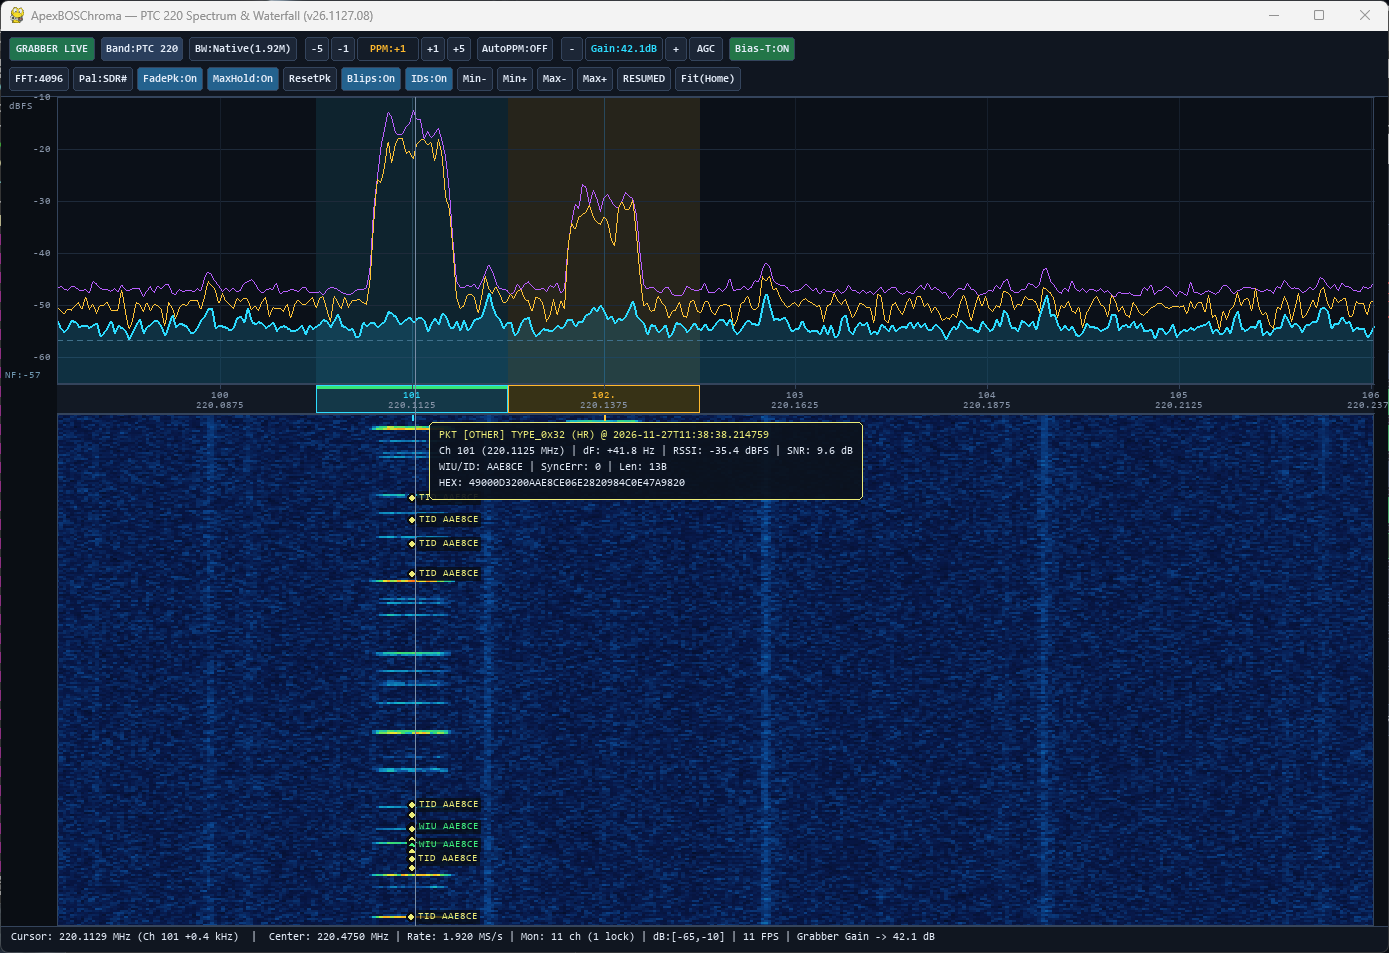 ApexBOSChroma — PTC 220 Spectrum & Waterfall (v26.1127.08)
GRABBER LIVE Band:PTC 220 BW:Native(1.92M) -5 -1 PPM:+1 +1 +5 AutoPPM:OFF - Gain:42.1dB + AGC Bias-T:ON
FFT:4096 Pal:SDR# FadePk:On MaxHold:On ResetPk Blips:On IDs:On Min- Min+ Max- Max+ RESUMED Fit(Home)
-10
dBFS
-20
-30
-40
-50
-60
NF:-57
100 101 102. 103 104 105 106
220.0875 220.1125 220.1375 220.1625 220.1875 220.2125 220.237
PKT [OTHER] TYPE_0x32 (HR) @ 2026-11-27T11:38:38.214759
Ch 101 (220.1125 MHz) | dF: +41.8 Hz | RSSI: -35.4 dBFS | SNR: 9.6 dB
WIU/ID: AAE8CE | SyncErr: 0 | Len: 13B
HEX: 49000D3200AAE8CE06E2820984C0E47A9820
TID AAE8CE
TID AAE8CE
TID AAE8CE
TID AAE8CE
WIU AAE8CE
WIU AAE8CE
TID AAE8CE
TID AAE8CE
Cursor: 220.1129 MHz (Ch 101 +0.4 kHz) | Center: 220.4750 MHz | Rate: 1.920 MS/s | Mon: 11 ch (1 lock) | dB:[-65,-10] | 11 FPS | Grabber Gain -> 42.1 dB